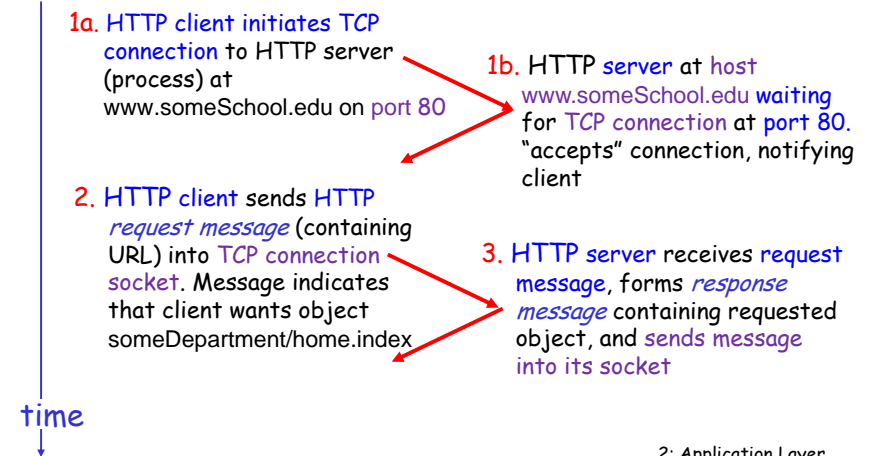 1a. HTTP client initiates TCP
connection to HTTP server
(process) at
www.someSchool.edu on port 80
1b. HTTP server at host
www.someSchool.edu waiting
for TCP connection at port 80.
“accepts” connection, notifying
client
2. HTTP client sends HTTP
request message (containing
URL) into TCP connection
socket. Message indicates
that client wants object
someDepartment/home.index
3. HTTP server receives request
message, forms response
message containing requested
object, and sends message
into its socket
time
2: Application Layer